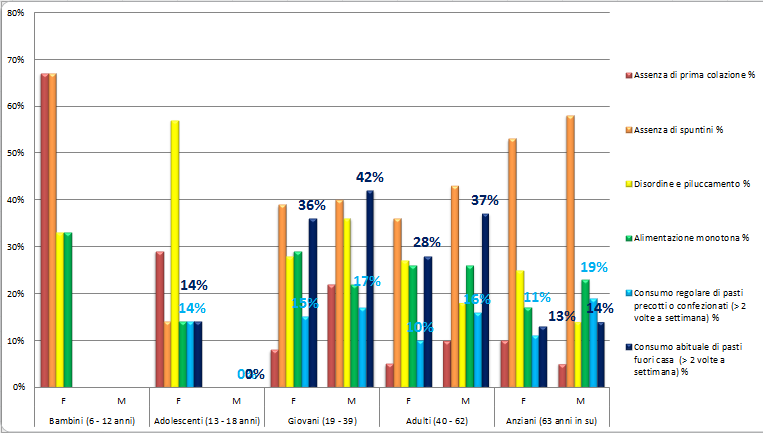 80%
70%
60%
50%
40%
30%
20%
10%
0%
14%
14%
0%
0%
36%
15%
42%
17%
28%
10%
37%
16%
13%
11%
19%
14%
F M F M F M F M F M
Bambini (6 - 12 anni) Adolescenti (13 - 18 anni) Giovani (19 - 39) Adulti (40 - 62) Anziani (63 anni in su)
Assenza di prima colazione %
Assenza di spuntini %
Disordine e piluccamento %
Alimentazione monotona %
Consumo regolare di pasti
precotti o confezionati (> 2
volte a settimana) %
Consumo abituale di pasti
fuori casa (> 2 volte a
settimana) %